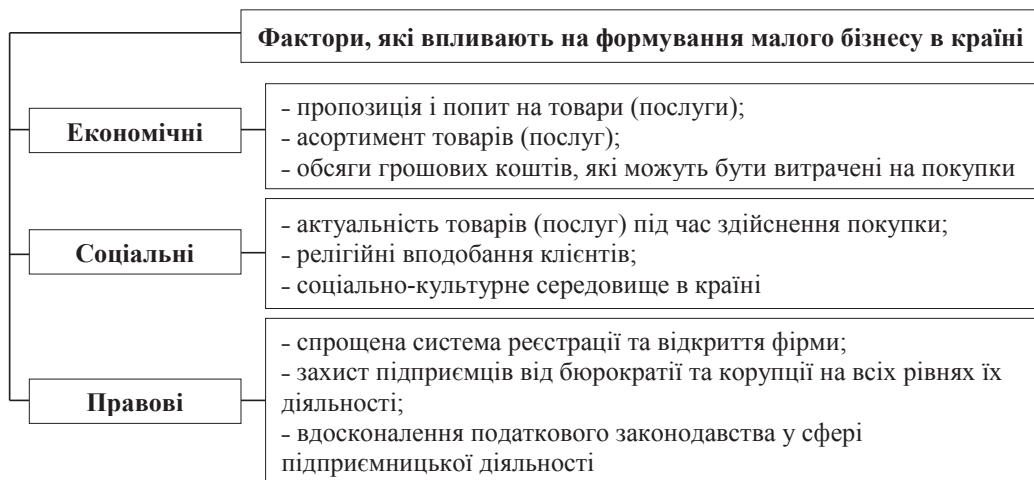 Фактори, які впливають на формування малого бізнесу в країні
Економічні
- пропозиція і попит на товари (послуги);
- асортимент товарів (послуг);
- обсяги грошових коштів, які можуть бути витрачені на покупки
Соціальні
- актуальність товарів (послуг) під час здійснення покупки;
- релігійні вподобання клієнтів;
- соціально-культурне середовище в країні
Правові
- спрощена система реєстрації та відкриття фірми;
- захист підприємців від бюрократії та корупції на всіх рівнях їх
діяльності;
- вдосконалення податкового законодавства у сфері
підприємницької діяльності